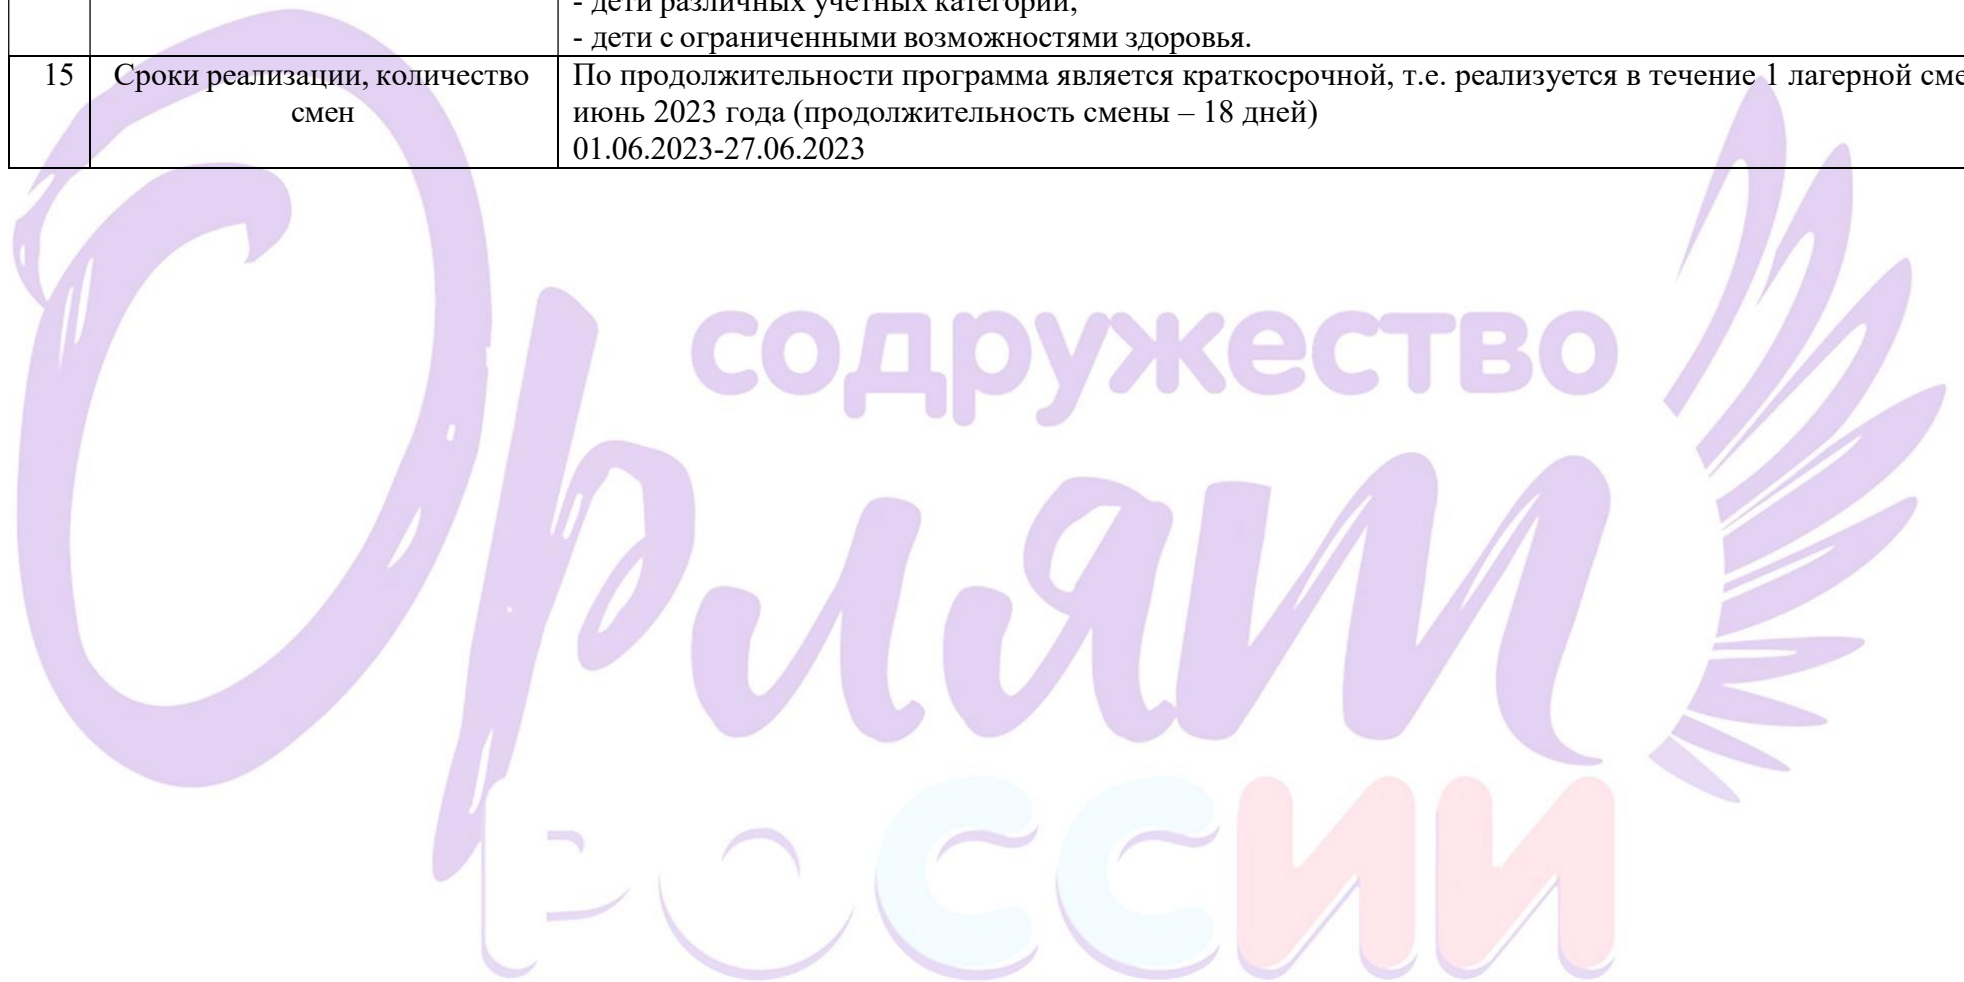 - дети различных учетных категорий;
- дети с ограниченными возможностями здоровья.
15 Сроки реализации, количество По продолжительности программа является краткосрочной, т.е. реализуется в течение 1 лагерной сме
смен июнь 2023 года (продолжительность смены – 18 дней)
01.06.2023-27.06.2023
содружество
Орлят
РОССИИ